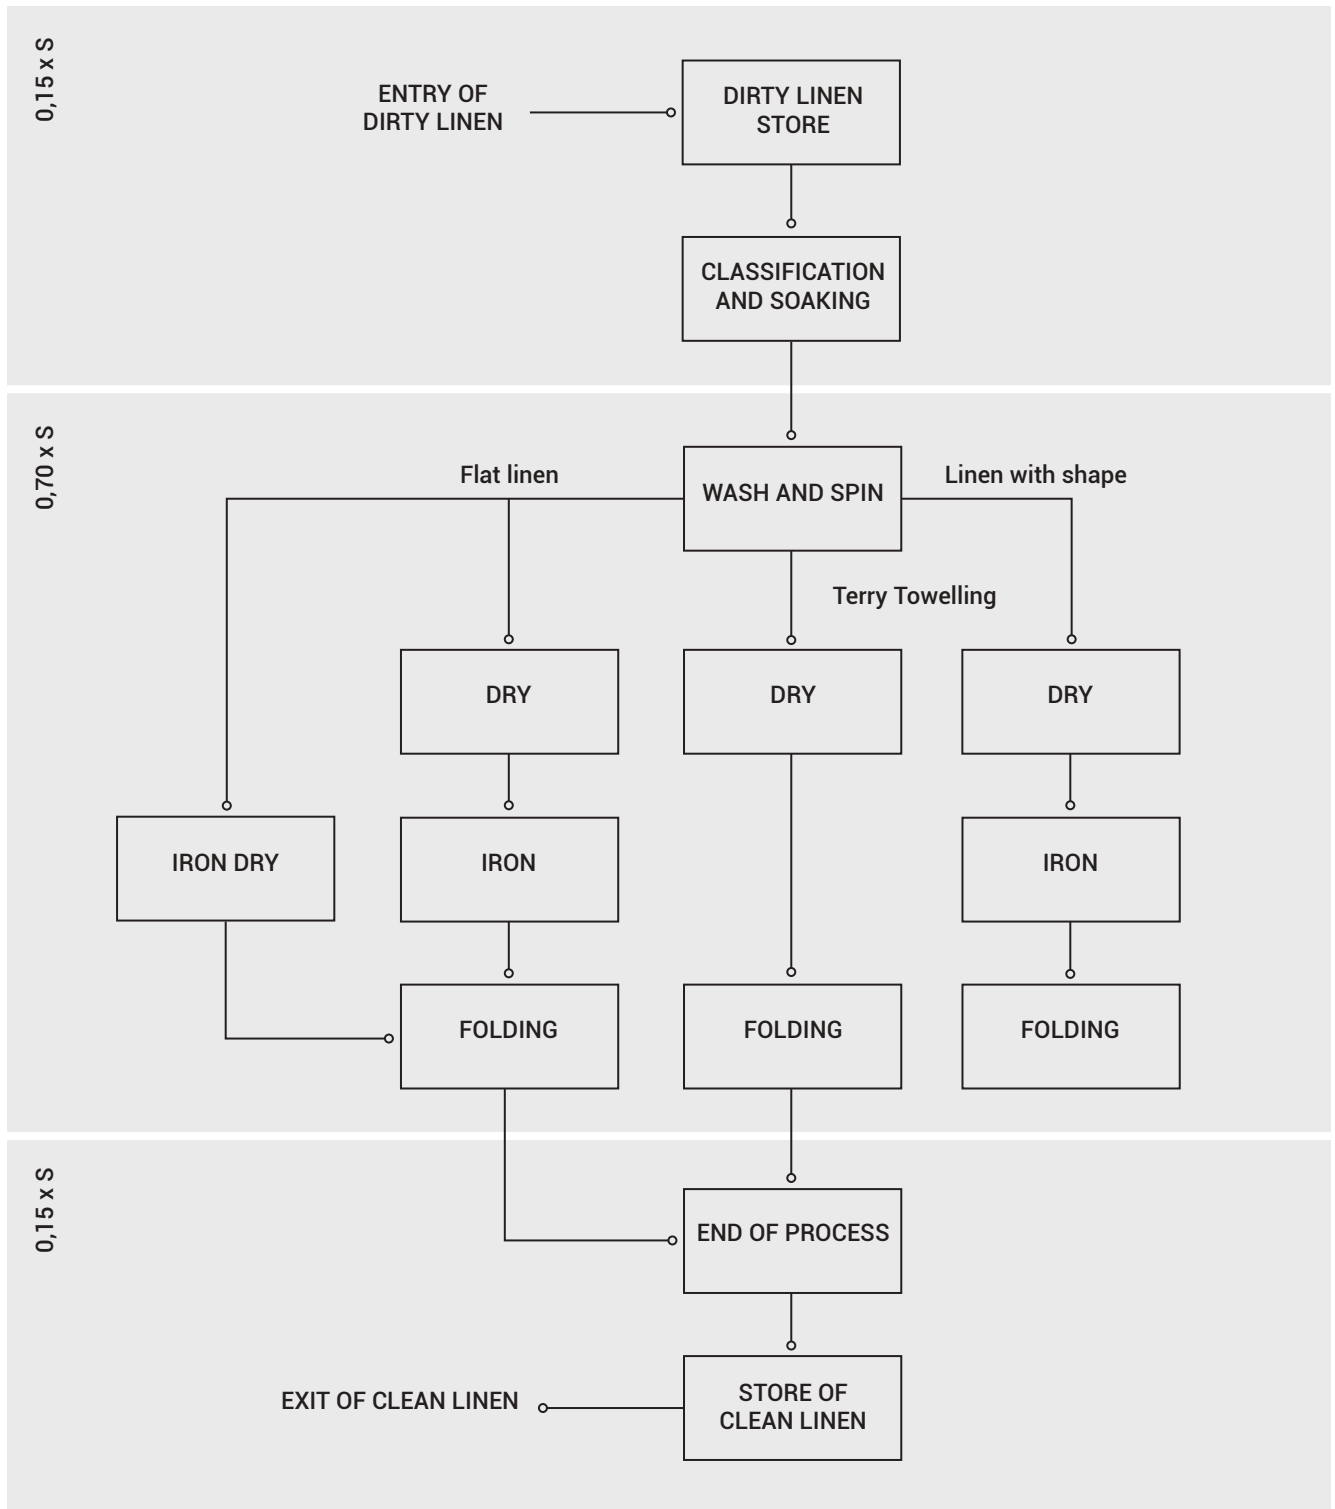 0,15 x S
ENTRY OF
DIRTY LINEN
DIRTY LINEN
STORE
CLASSIFICATION
AND SOAKING
0,70 x S
Flat linen
WASH AND SPIN
Linen with shape
Terry Towelling
DRY
DRY
DRY
IRON DRY
IRON
IRON
FOLDING
FOLDING
FOLDING
0,15 x S
END OF PROCESS
EXIT OF CLEAN LINEN
STORE OF
CLEAN LINEN